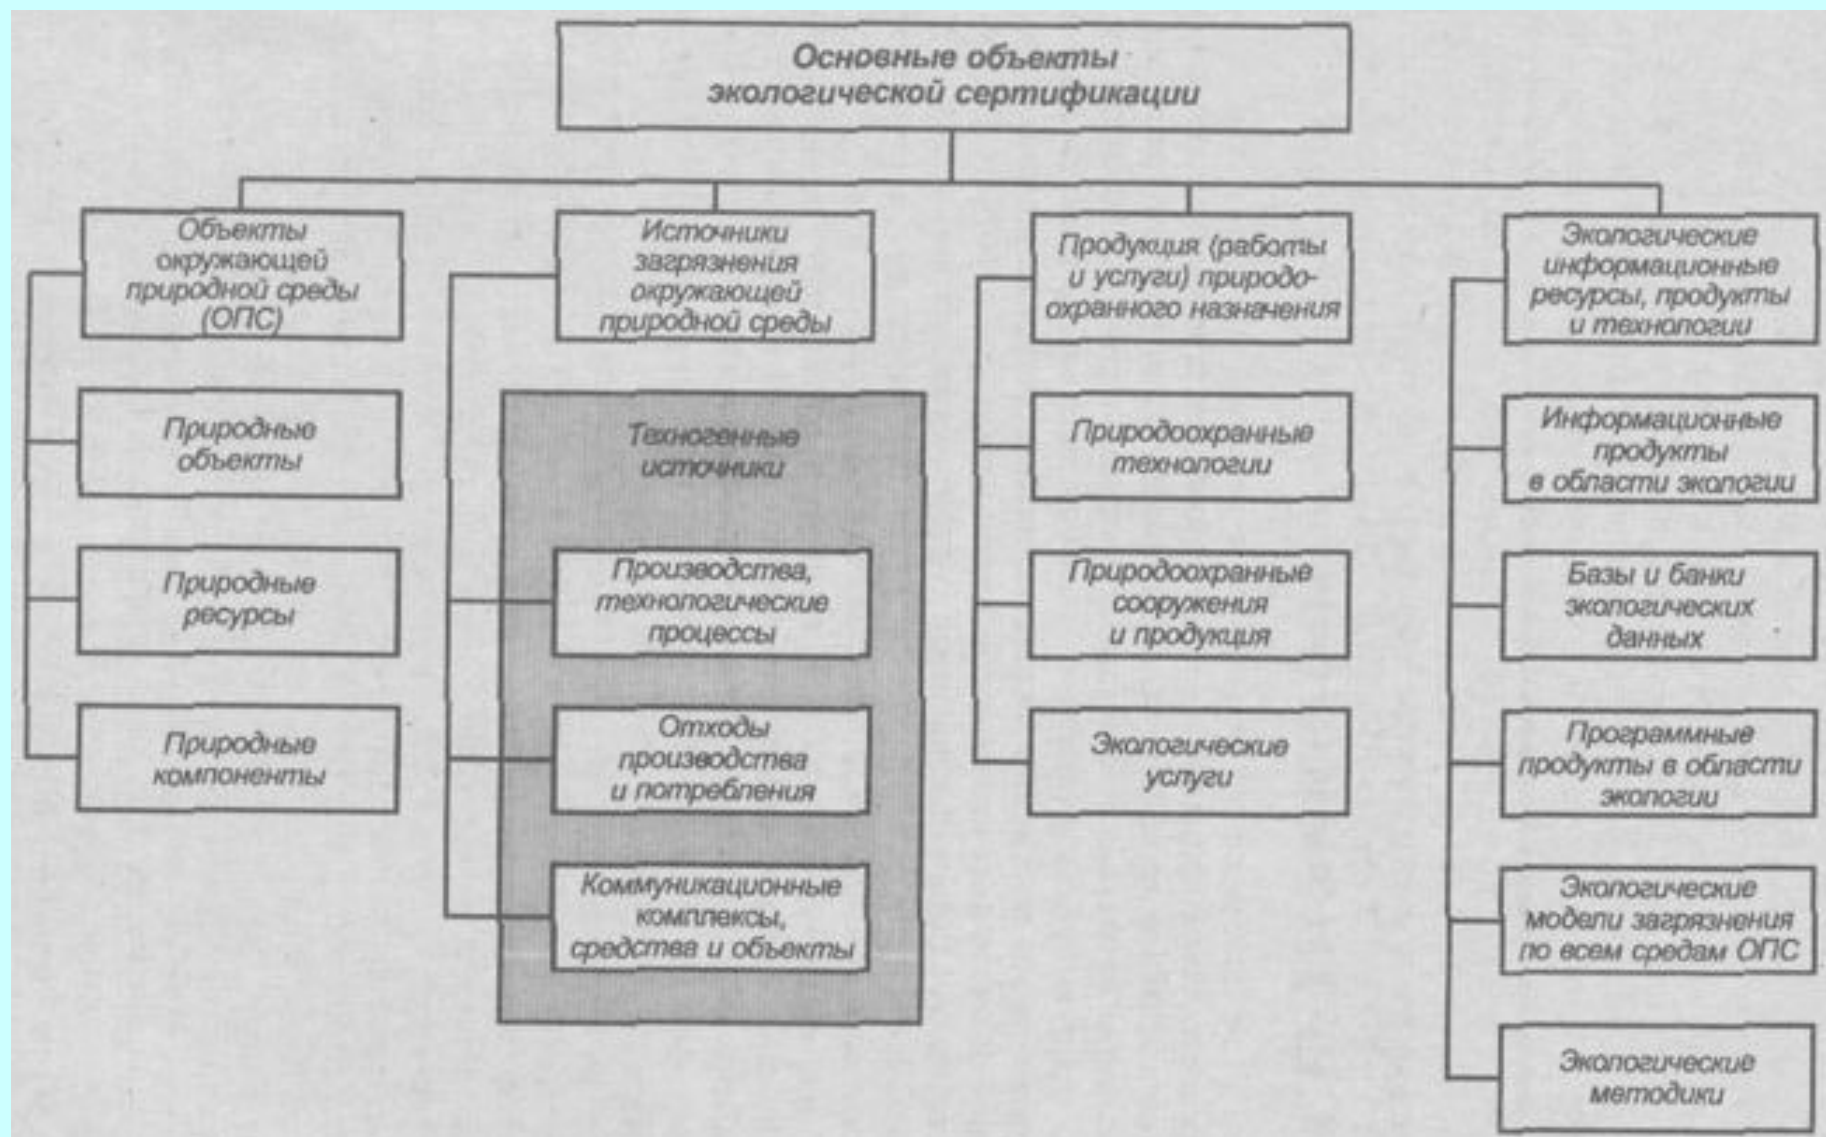 Основные объекты
экологической сертификации
Объекты
окружающей
природной среды
(ОПС)
Природные
объекты
Природные
ресурсы
Природные
компоненты
Источники
загрязнения
окружающей
природной среды
Техногенные
источники
Производства,
технологические
процессы
Отходы
производства
и потребления
Коммуникационные
комплексы,
средства и объекты
Продукция (работы
и услуги) природо-
охранного назначения
Природоохранные
технологии
Природоохранные
сооружения
и продукция
Экологические
услуги
Экологические
информационные
ресурсы, продукты
и технологии
Информационные
продукты
в области экологии
Базы и банки
экологических
данных
Программные
продукты в области
экологии
Экологические
модели загрязнения
по всем средам ОПС
Экологические
методики